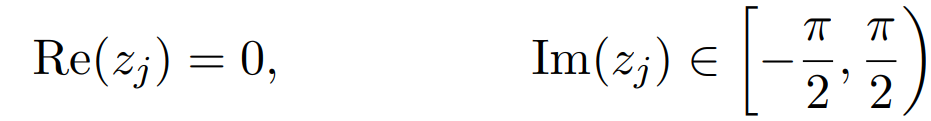 Re(z_j) = 0, Im(z_j) ∈ [−π/2, π/2)